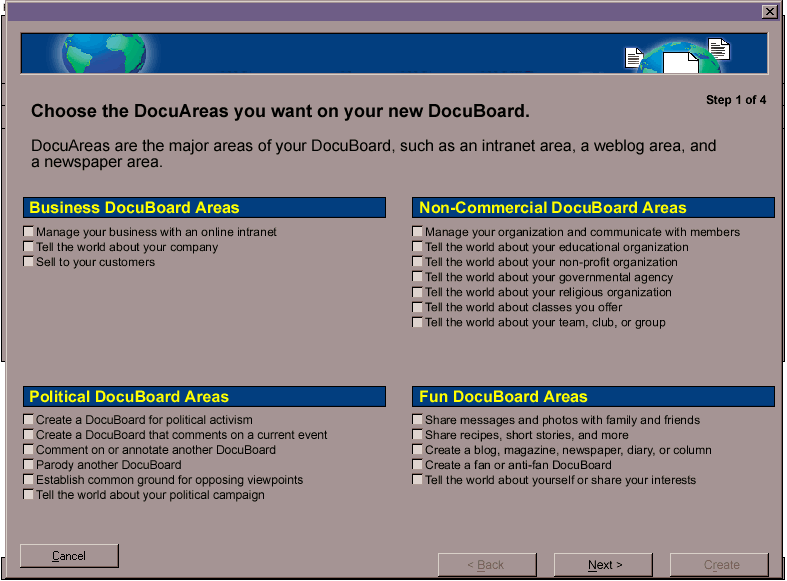 Step 1 of 4
Choose the DocuAreas you want on your new DocuBoard.
DocuAreas are the major areas of your DocuBoard, such as an intranet area, a weblog area, and
a newspaper area.
Business DocuBoard Areas
Manage your business with an online intranet
Tell the world about your company
Sell to your customers
Non-Commercial DocuBoard Areas
Manage your organization and communicate with members
Tell the world about your educational organization
Tell the world about your non-profit organization
Tell the world about your governmental agency
Tell the world about your religious organization
Tell the world about classes you offer
Tell the world about your team, club, or group
Political DocuBoard Areas
Create a DocuBoard for political activism
Create a DocuBoard that comments on a current event
Comment on or annotate another DocuBoard
Parody another DocuBoard
Establish common ground for opposing viewpoints
Tell the world about your political campaign
Fun DocuBoard Areas
Share messages and photos with family and friends
Share recipes, short stories, and more
Create a blog, magazine, newspaper, diary, or column
Create a fan or anti-fan DocuBoard
Tell the world about yourself or share your interests
Cancel
< Back
Next >
Create